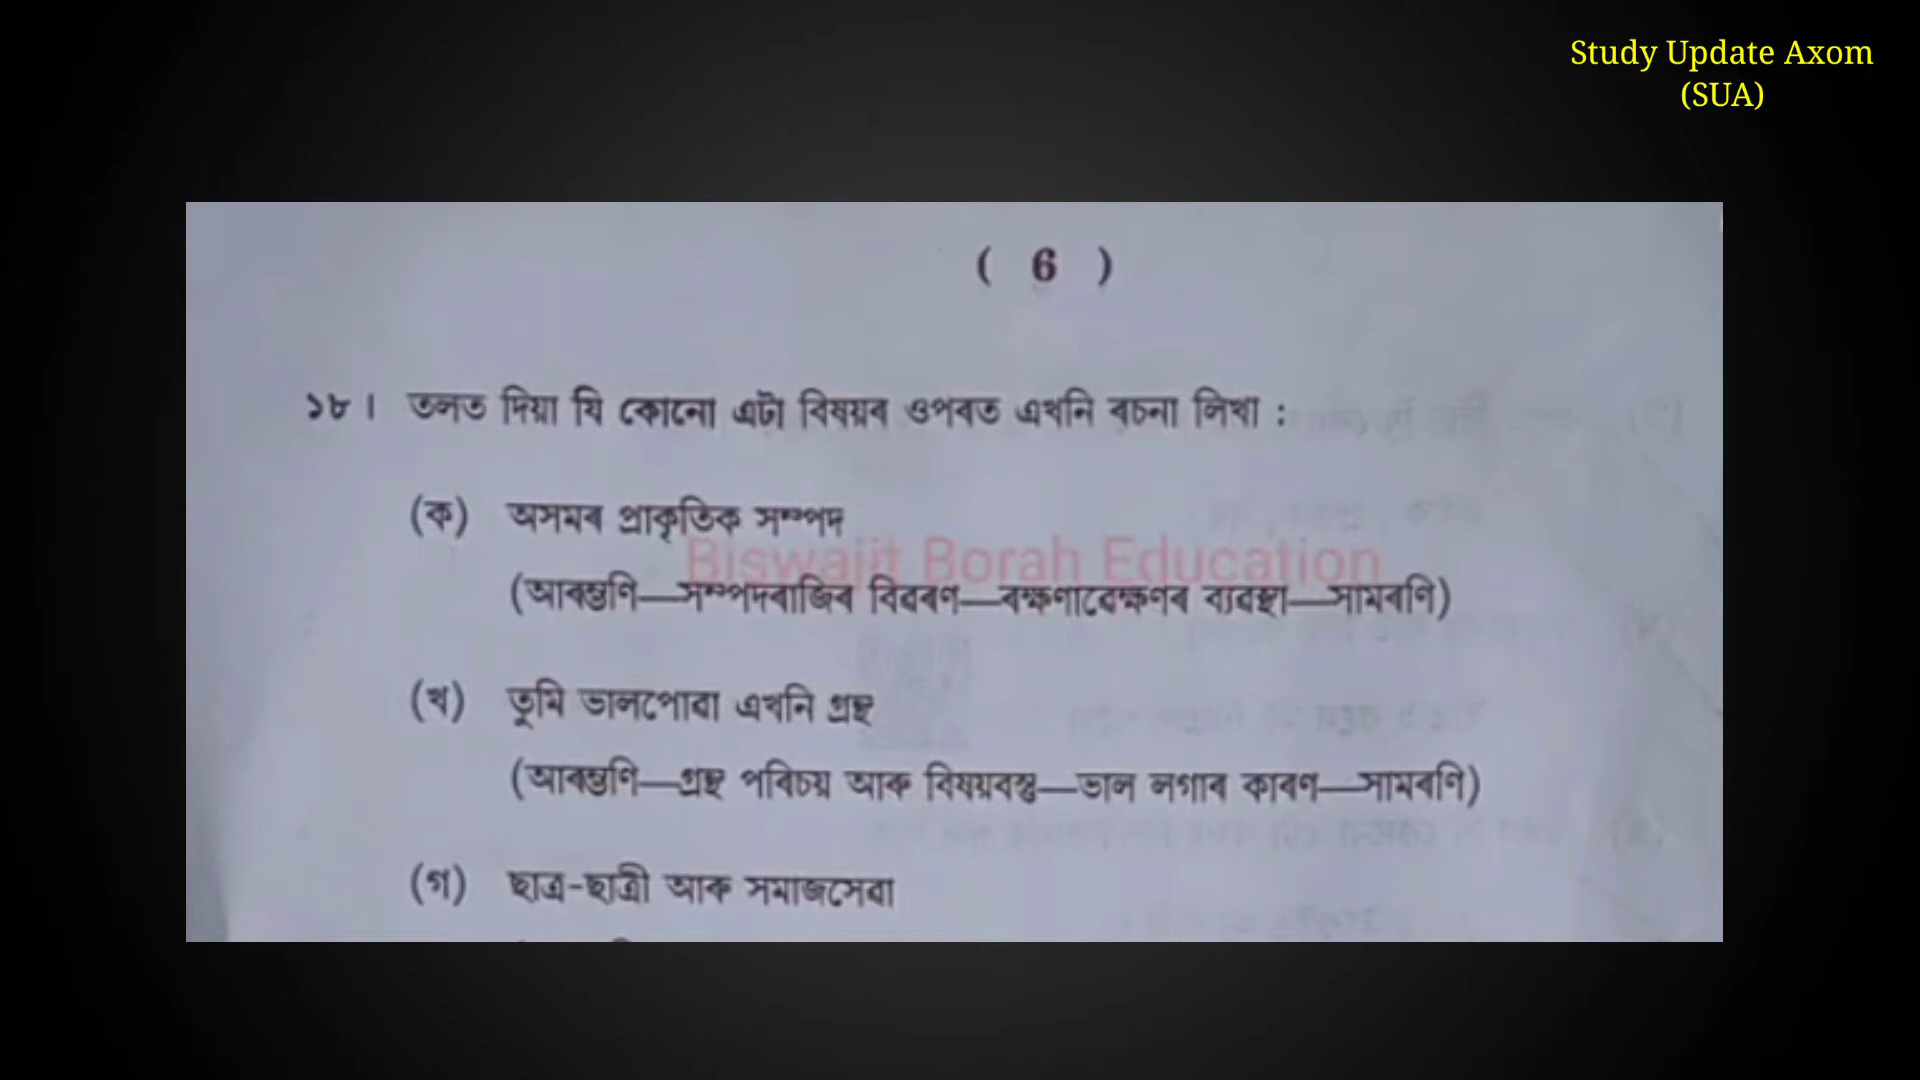 Study Update Axom
(SUA)
( 6 )
১৮। তলত দিয়া যি কোনো এটা বিষয়ৰ ওপৰত এখনি ৰচনা লিখা :
(ক) অসমৰ প্ৰাকৃতিক সম্পদ
Biswajit Borah Education
(আৰম্ভণি—সম্পদৰাজিৰ বিৱৰণ—ৰক্ষণাবেক্ষণৰ ব্যৱস্থা—সামৰণি)
(খ) তুমি ভালপোৱা এখনি গ্ৰন্থ
(আৰম্ভণি—গ্ৰন্থ পৰিচয় আৰু বিষয়বস্তু—ভাল লগাৰ কাৰণ—সামৰণি)
(গ) ছাত্ৰ-ছাত্ৰী আৰু সমাজসেৱা